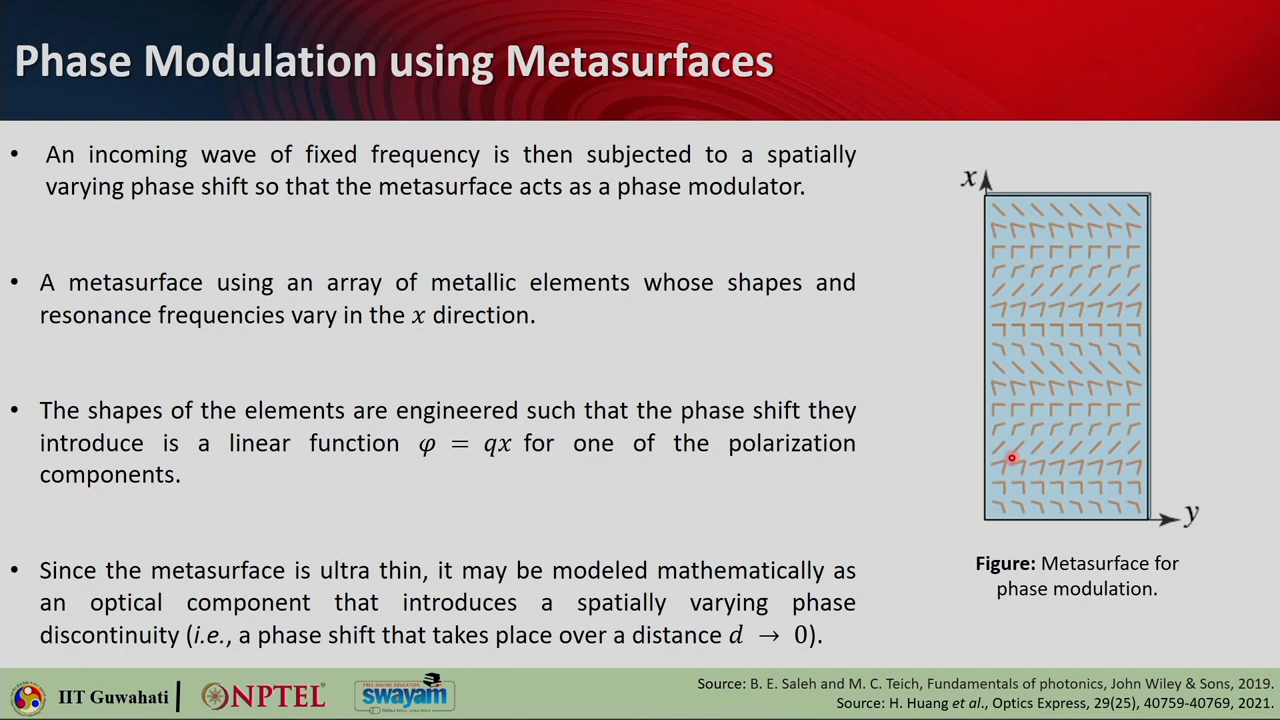 Phase Modulation using Metasurfaces
• An incoming wave of fixed frequency is then subjected to a spatially
varying phase shift so that the metasurface acts as a phase modulator.
• A metasurface using an array of metallic elements whose shapes and
resonance frequencies vary in the x direction.
• The shapes of the elements are engineered such that the phase shift they
introduce is a linear function φ = qx for one of the polarization
components.
• Since the metasurface is ultra thin, it may be modeled mathematically as
an optical component that introduces a spatially varying phase
discontinuity (i.e., a phase shift that takes place over a distance d → 0).
x
y
Figure: Metasurface for
phase modulation.
IIT Guwahati
NPTEL
FREE ONLINE EDUCATION
swayam
Source: B. E. Saleh and M. C. Teich, Fundamentals of photonics, John Wiley & Sons, 2019.
Source: H. Huang et al., Optics Express, 29(25), 40759-40769, 2021.